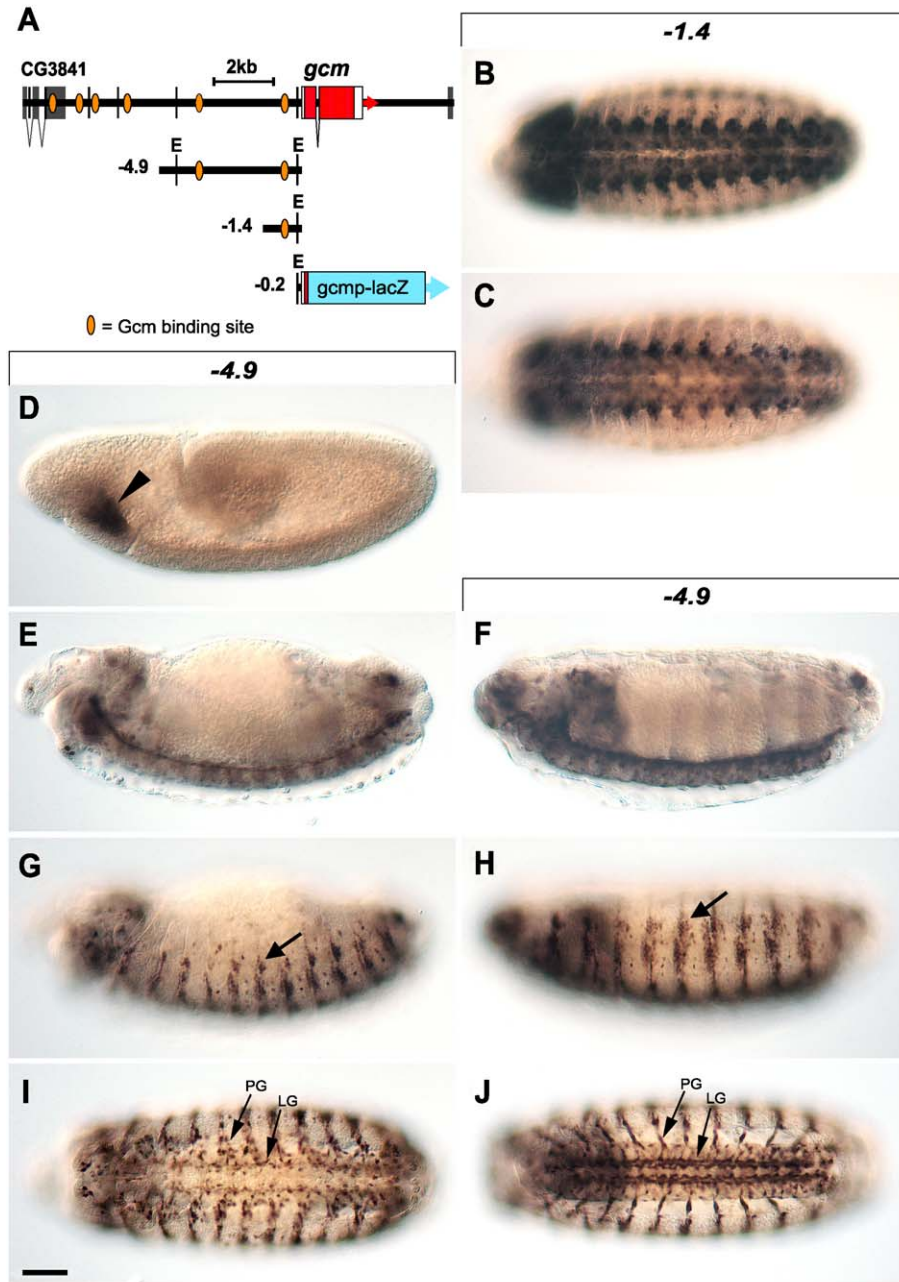 A
CG3841
2kb
gcm
E
E
-4.9
E
-1.4
E
-0.2
gcmp-lacZ
= Gcm binding site
-1.4
B
C
-4.9
D
-4.9
E
F
G
H
I
PG
LG
J
PG
LG